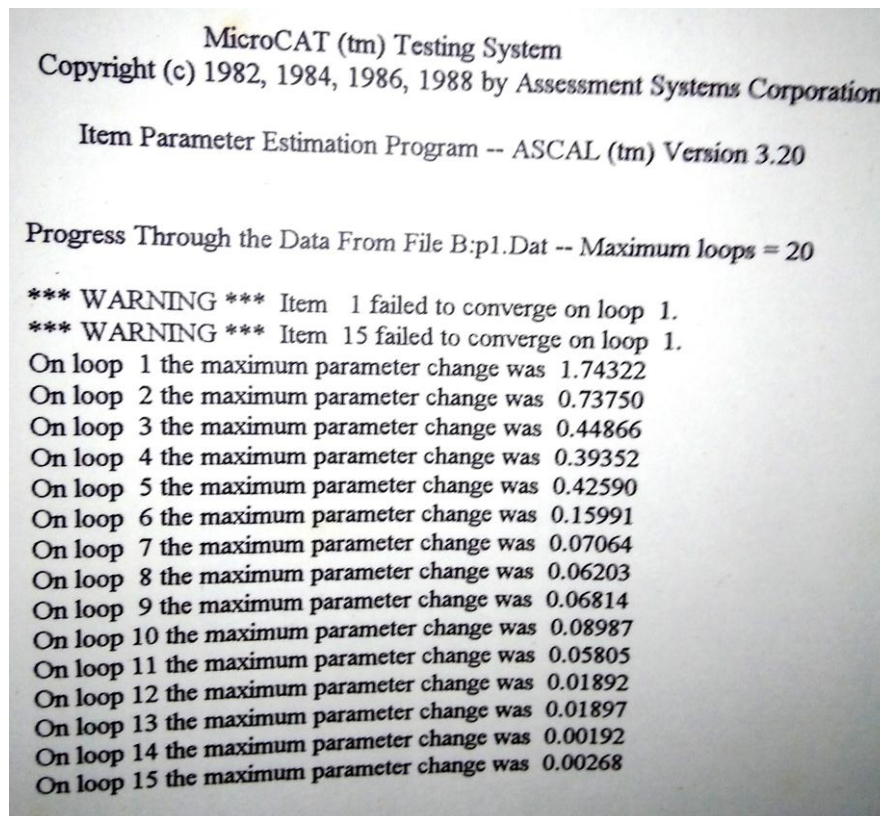 MicroCAT (tm) Testing System
Copyright (c) 1982, 1984, 1986, 1988 by Assessment Systems Corporation
Item Parameter Estimation Program -- ASCAL (tm) Version 3.20
Progress Through the Data From File B:p1.Dat -- Maximum loops = 20
*** WARNING *** Item 1 failed to converge on loop 1.
*** WARNING *** Item 15 failed to converge on loop 1.
On loop 1 the maximum parameter change was 1.74322
On loop 2 the maximum parameter change was 0.73750
On loop 3 the maximum parameter change was 0.44866
On loop 4 the maximum parameter change was 0.39352
On loop 5 the maximum parameter change was 0.42590
On loop 6 the maximum parameter change was 0.15991
On loop 7 the maximum parameter change was 0.07064
On loop 8 the maximum parameter change was 0.06203
On loop 9 the maximum parameter change was 0.06814
On loop 10 the maximum parameter change was 0.08987
On loop 11 the maximum parameter change was 0.05805
On loop 12 the maximum parameter change was 0.01892
On loop 13 the maximum parameter change was 0.01897
On loop 14 the maximum parameter change was 0.00192
On loop 15 the maximum parameter change was 0.00268